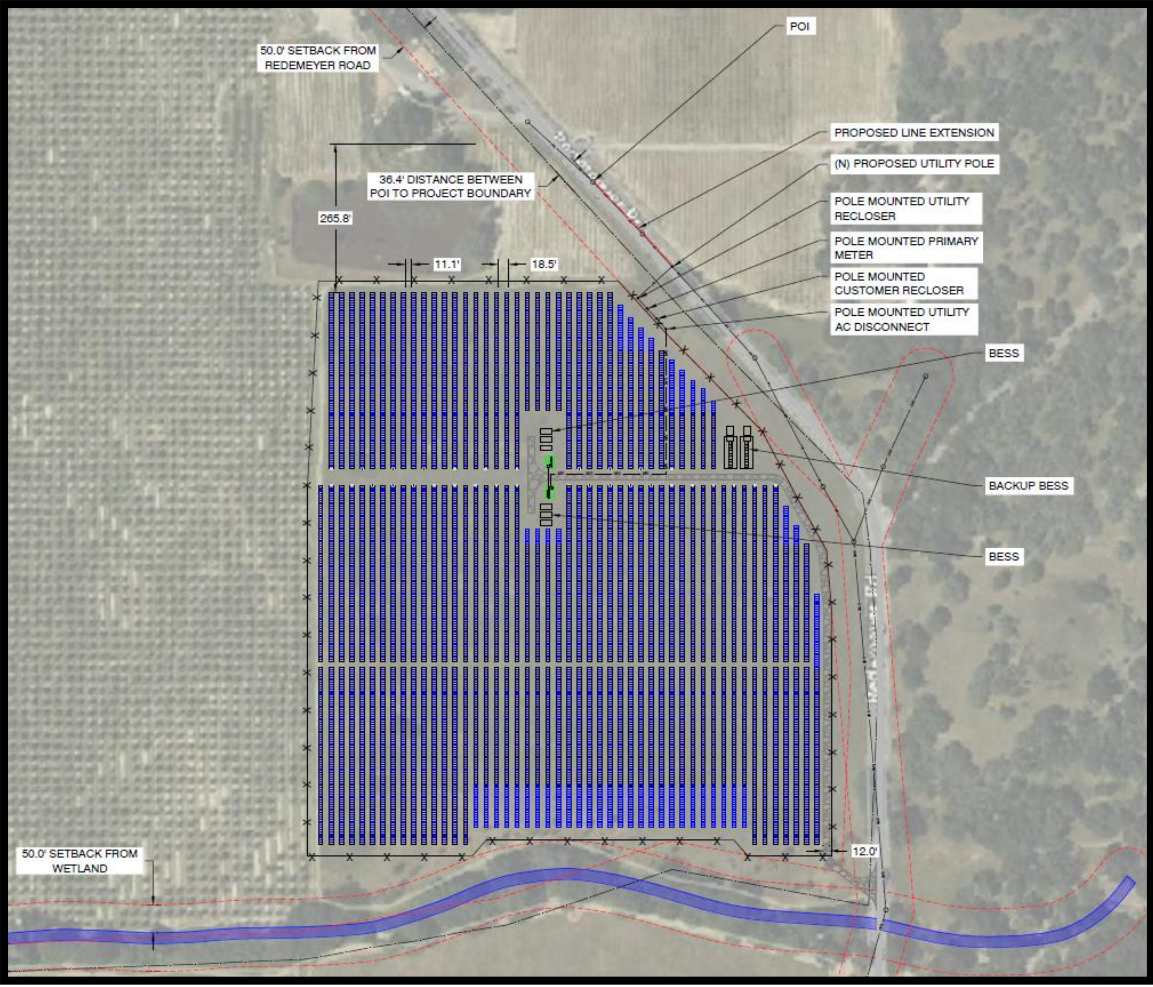 POI
50.0' SETBACK FROM
REDEMEYER ROAD
PROPOSED LINE EXTENSION
(N) PROPOSED UTILITY POLE
36.4' DISTANCE BETWEEN
POI TO PROJECT BOUNDARY
POLE MOUNTED UTILITY
RECLOSER
265.8'
POLE MOUNTED PRIMARY
METER
11.1'
18.5'
POLE MOUNTED
CUSTOMER RECLOSER
POLE MOUNTED UTILITY
AC DISCONNECT
BESS
BACKUP BESS
BESS
50.0' SETBACK FROM
WETLAND
12.0'